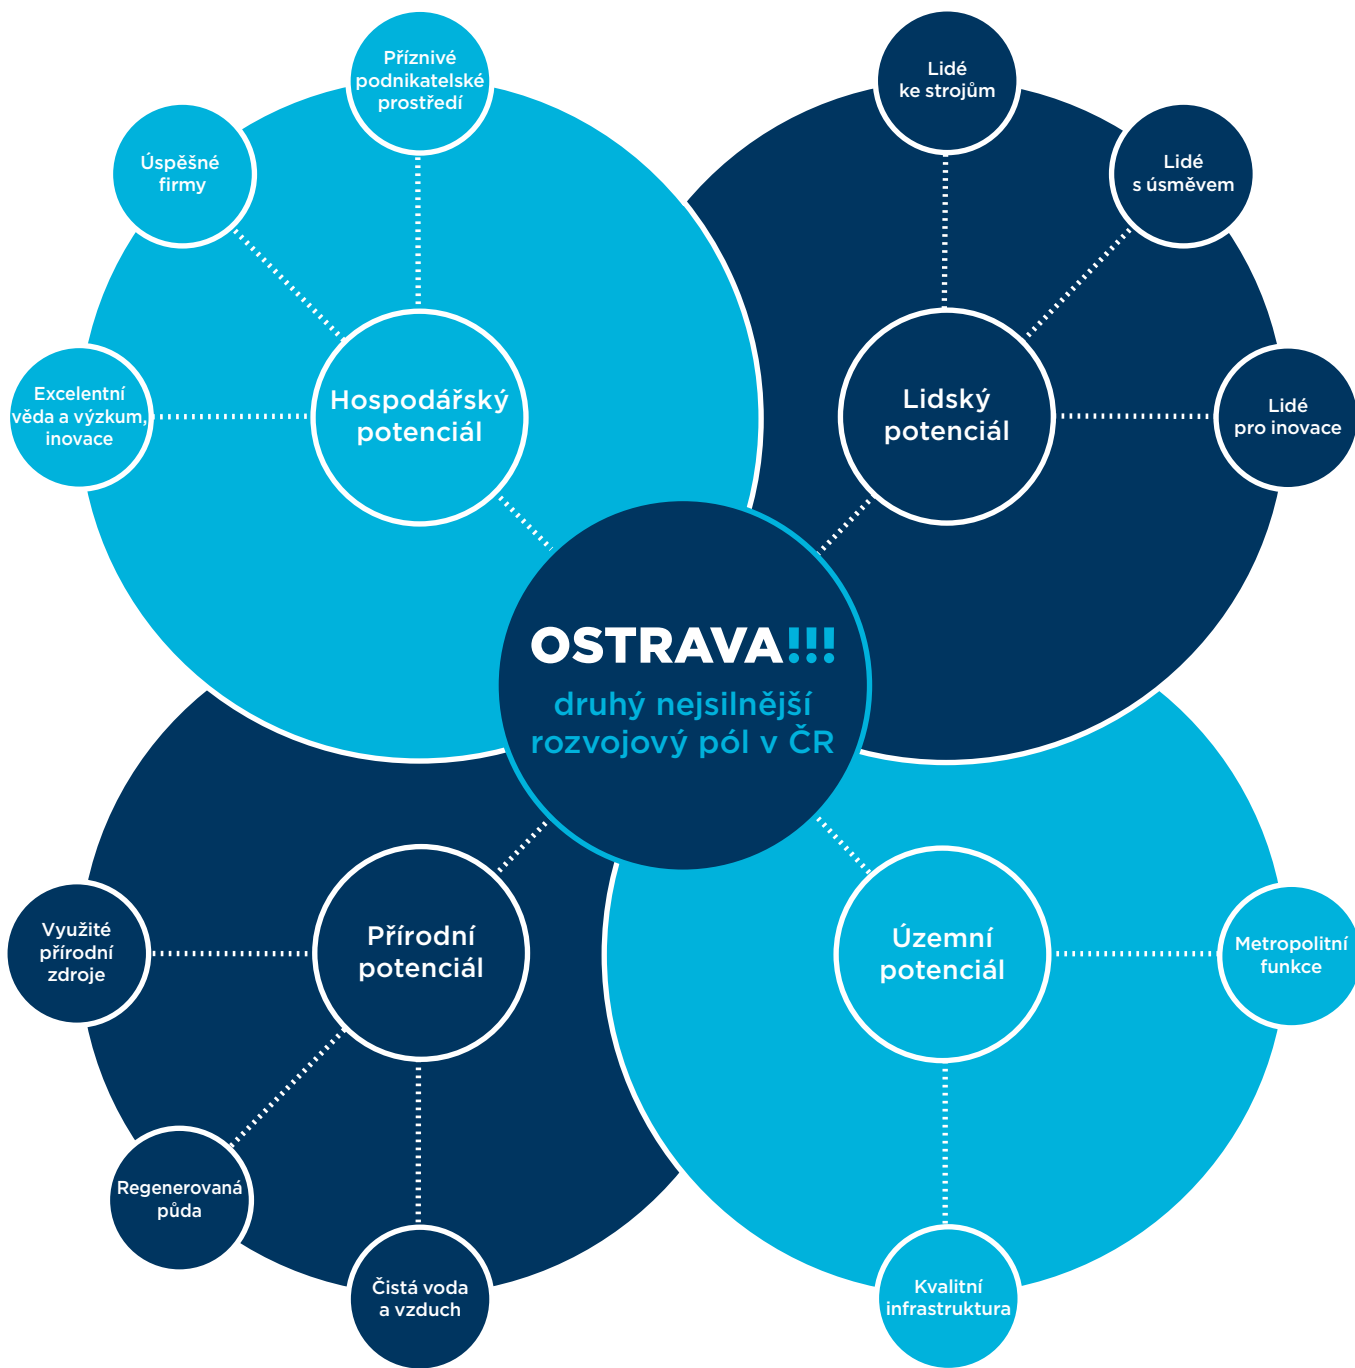 Příznivé
podnikatelské
prostředí
Úspěšné
firmy
Excelentní
věda a výzkum,
inovace
Hospodářský
potenciál
Lidé
ke strojům
Lidé
s úsměvem
Lidé
pro inovace
Lidský
potenciál
OSTRAVA!!!
druhý nejsilnější
rozvojový pól v ČR
Využité
přírodní
zdroje
Přírodní
potenciál
Regenerovaná
půda
Čistá voda
a vzduch
Územní
potenciál
Metropolitní
funkce
Kvalitní
infrastruktura